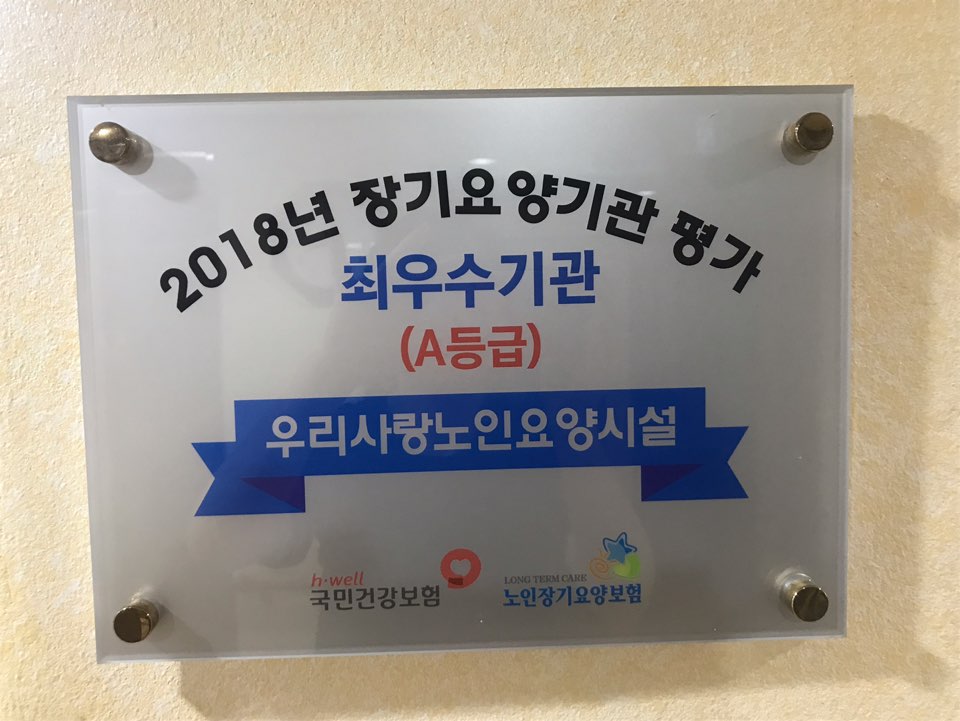 2018년 장기요양기관 평가
최우수기관
(A등급)
우리사랑노인요양시설
h·well
국민건강보험
LONG TERM CARE
노인장기요양보험